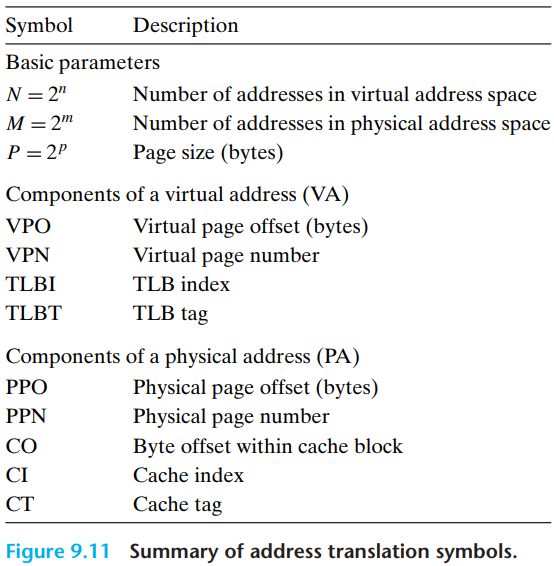 Symbol Description
Basic parameters
N = 2ⁿ Number of addresses in virtual address space
M = 2ᵐ Number of addresses in physical address space
P = 2ᵖ Page size (bytes)
Components of a virtual address (VA)
VPO Virtual page offset (bytes)
VPN Virtual page number
TLBI TLB index
TLBT TLB tag
Components of a physical address (PA)
PPO Physical page offset (bytes)
PPN Physical page number
CO Byte offset within cache block
CI Cache index
CT Cache tag
Figure 9.11 Summary of address translation symbols.